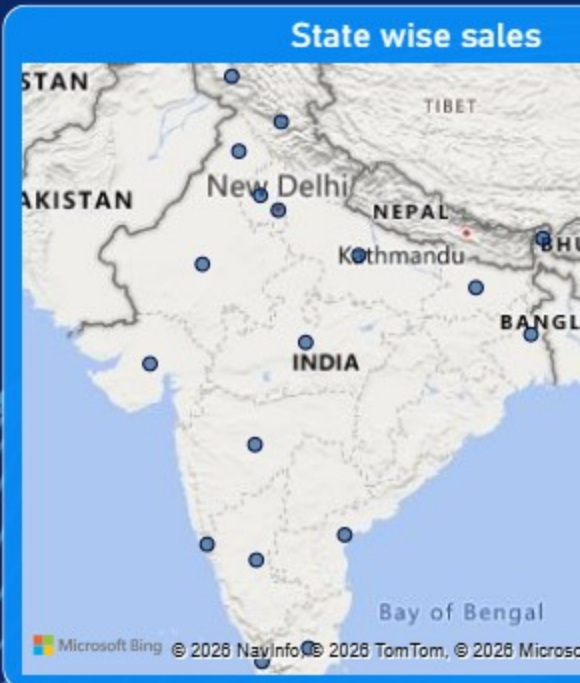 State wise sales
STAN
TIBET
AKISTAN
New Delhi
NEPAL
BHU
Kathmandu
BANGL
INDIA
Bay of Bengal
Microsoft Bing
© 2026 NavInfo, © 2026 TomTom, © 2026 Microso